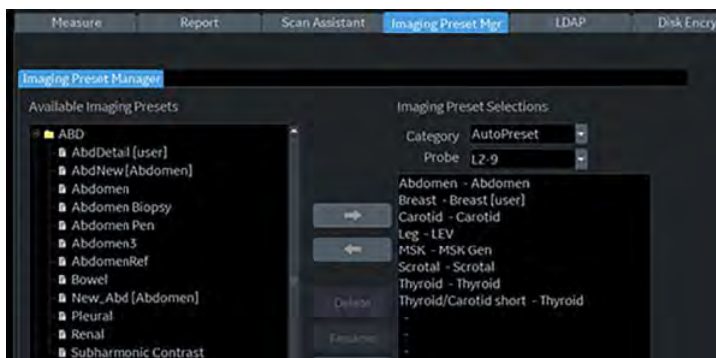 Measure
Report
Scan Assistant
Imaging Preset Mgr
LDAP
Disk Encry
Imaging Preset Manager
Available Imaging Presets
ABD
AbdDetail [user]
AbdNew [Abdomen]
Abdomen
Abdomen Biopsy
Abdomen Pen
Abdomen3
AbdomenRef
Bowel
New_Abd [Abdomen]
Pleural
Renal
Subharmonic Contrast
Delete
Rename
Imaging Preset Selections
Category AutoPreset
Probe L2-9
Abdomen - Abdomen
Breast - Breast [user]
Carotid - Carotid
Leg - LEV
MSK - MSK Gen
Scrotal - Scrotal
Thyroid - Thyroid
Thyroid/Carotid short - Thyroid
-
-
-